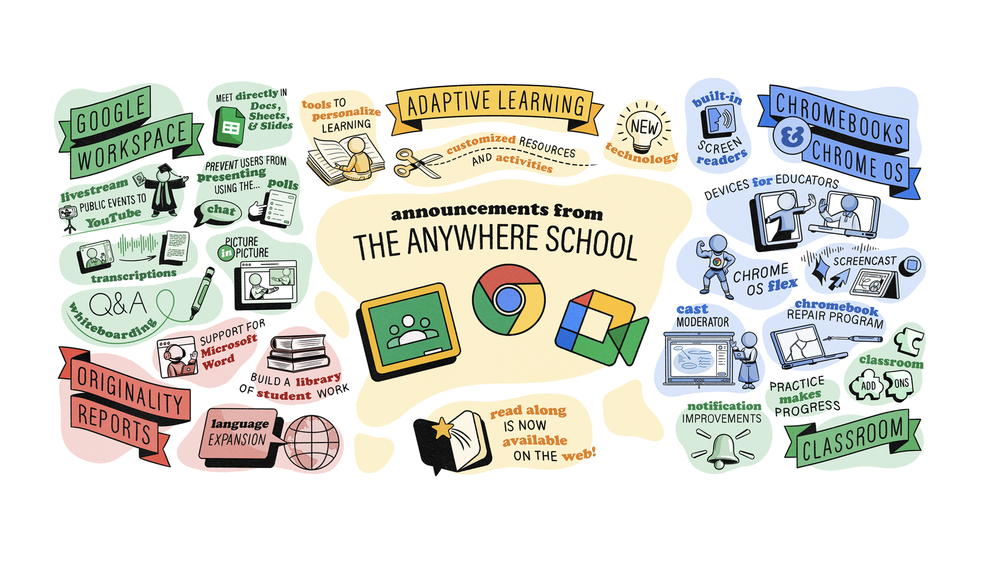 GOOGLE
WORKSPACE
MEET directly IN
Docs,
Sheets,
& Slides
livestream
PUBLIC EVENTS TO
YouTube
PREVENT USERS FROM
presenting
USING THE...
polls
chat
transcriptions
PICTURE
in
PICTURE
Q&A
whiteboarding
ORIGINALITY
REPORTS
SUPPORT FOR
Microsoft
Word
BUILD A library
OF student WORK
language
EXPANSION
tools TO
personalize
LEARNING
ADAPTIVE LEARNING
customized RESOURCES
AND activities
NEW
technology
announcements from
THE ANYWHERE SCHOOL
read along
IS NOW
available
ON THE web!
built-in
SCREEN
readers
CHROMEBOOKS
&
CHROME OS
DEVICES for EDUCATORS
CHROME
OS flex
SCREENCAST
cast
MODERATOR
chromebook
REPAIR PROGRAM
classroom
ADD
ONS
PRACTICE
makes
PROGRESS
notification
IMPROVEMENTS
CLASSROOM